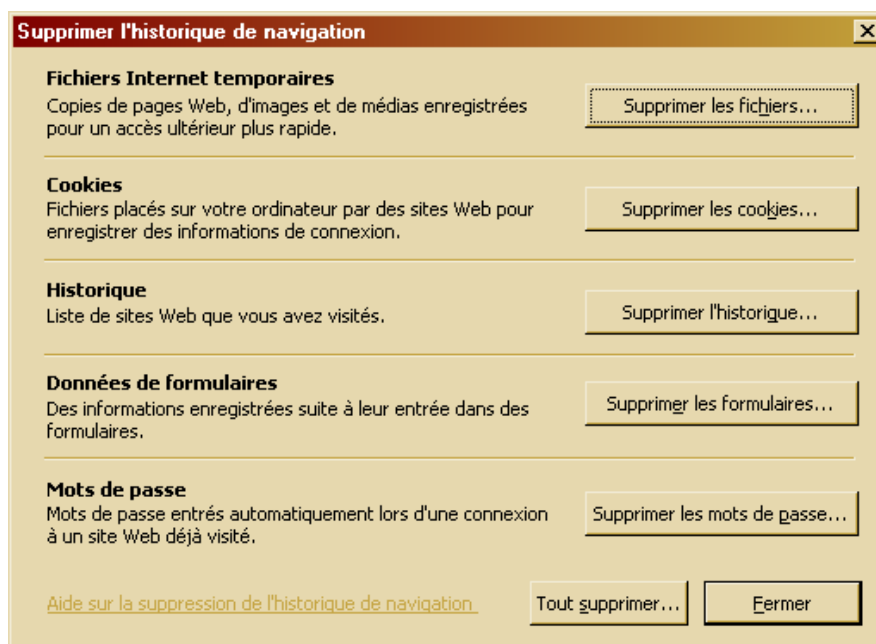 Supprimer l'historique de navigation
Fichiers Internet temporaires
Copies de pages Web, d'images et de médias enregistrées
pour un accès ultérieur plus rapide.
Supprimer les fichiers...
Cookies
Fichiers placés sur votre ordinateur par des sites Web pour
enregistrer des informations de connexion.
Supprimer les cookies...
Historique
Liste de sites Web que vous avez visités.
Supprimer l'historique...
Données de formulaires
Des informations enregistrées suite à leur entrée dans des
formulaires.
Supprimer les formulaires...
Mots de passe
Mots de passe entrés automatiquement lors d'une connexion
à un site Web déjà visité.
Supprimer les mots de passe...
Aide sur la suppression de l'historique de navigation
Tout supprimer...
Fermer